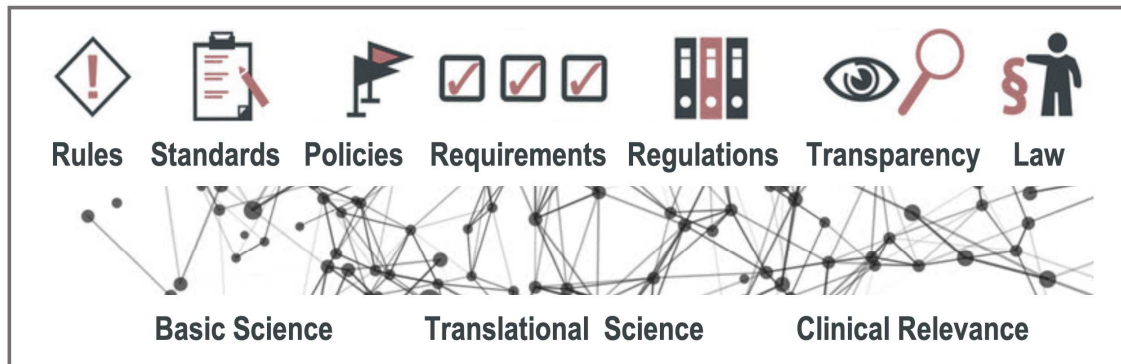 Rules Standards Policies Requirements Regulations Transparency Law
Basic Science Translational Science Clinical Relevance